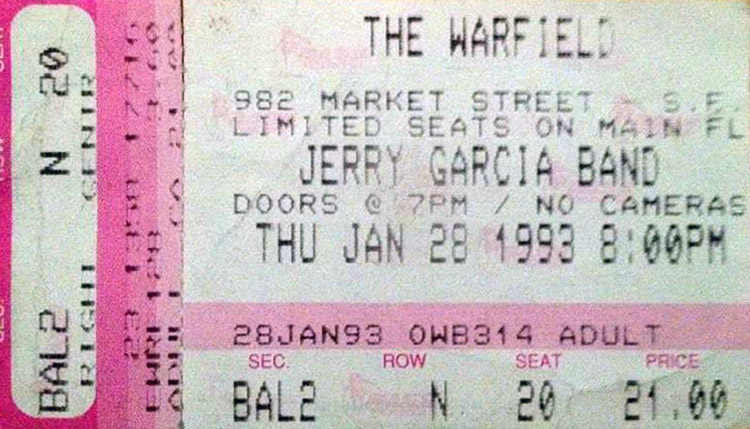 THE WARFIELD
982 MARKET STREET S.F.
LIMITED SEATS ON MAIN FL
JERRY GARCIA BAND
DOORS @ 7PM / NO CAMERAS
THU JAN 28 1993 8:00PM
28JAN93 OWB314 ADULT
SEC. ROW SEAT PRICE
BAL2 N 20 21.00
BAL2 N 20
RIGHT CENTR